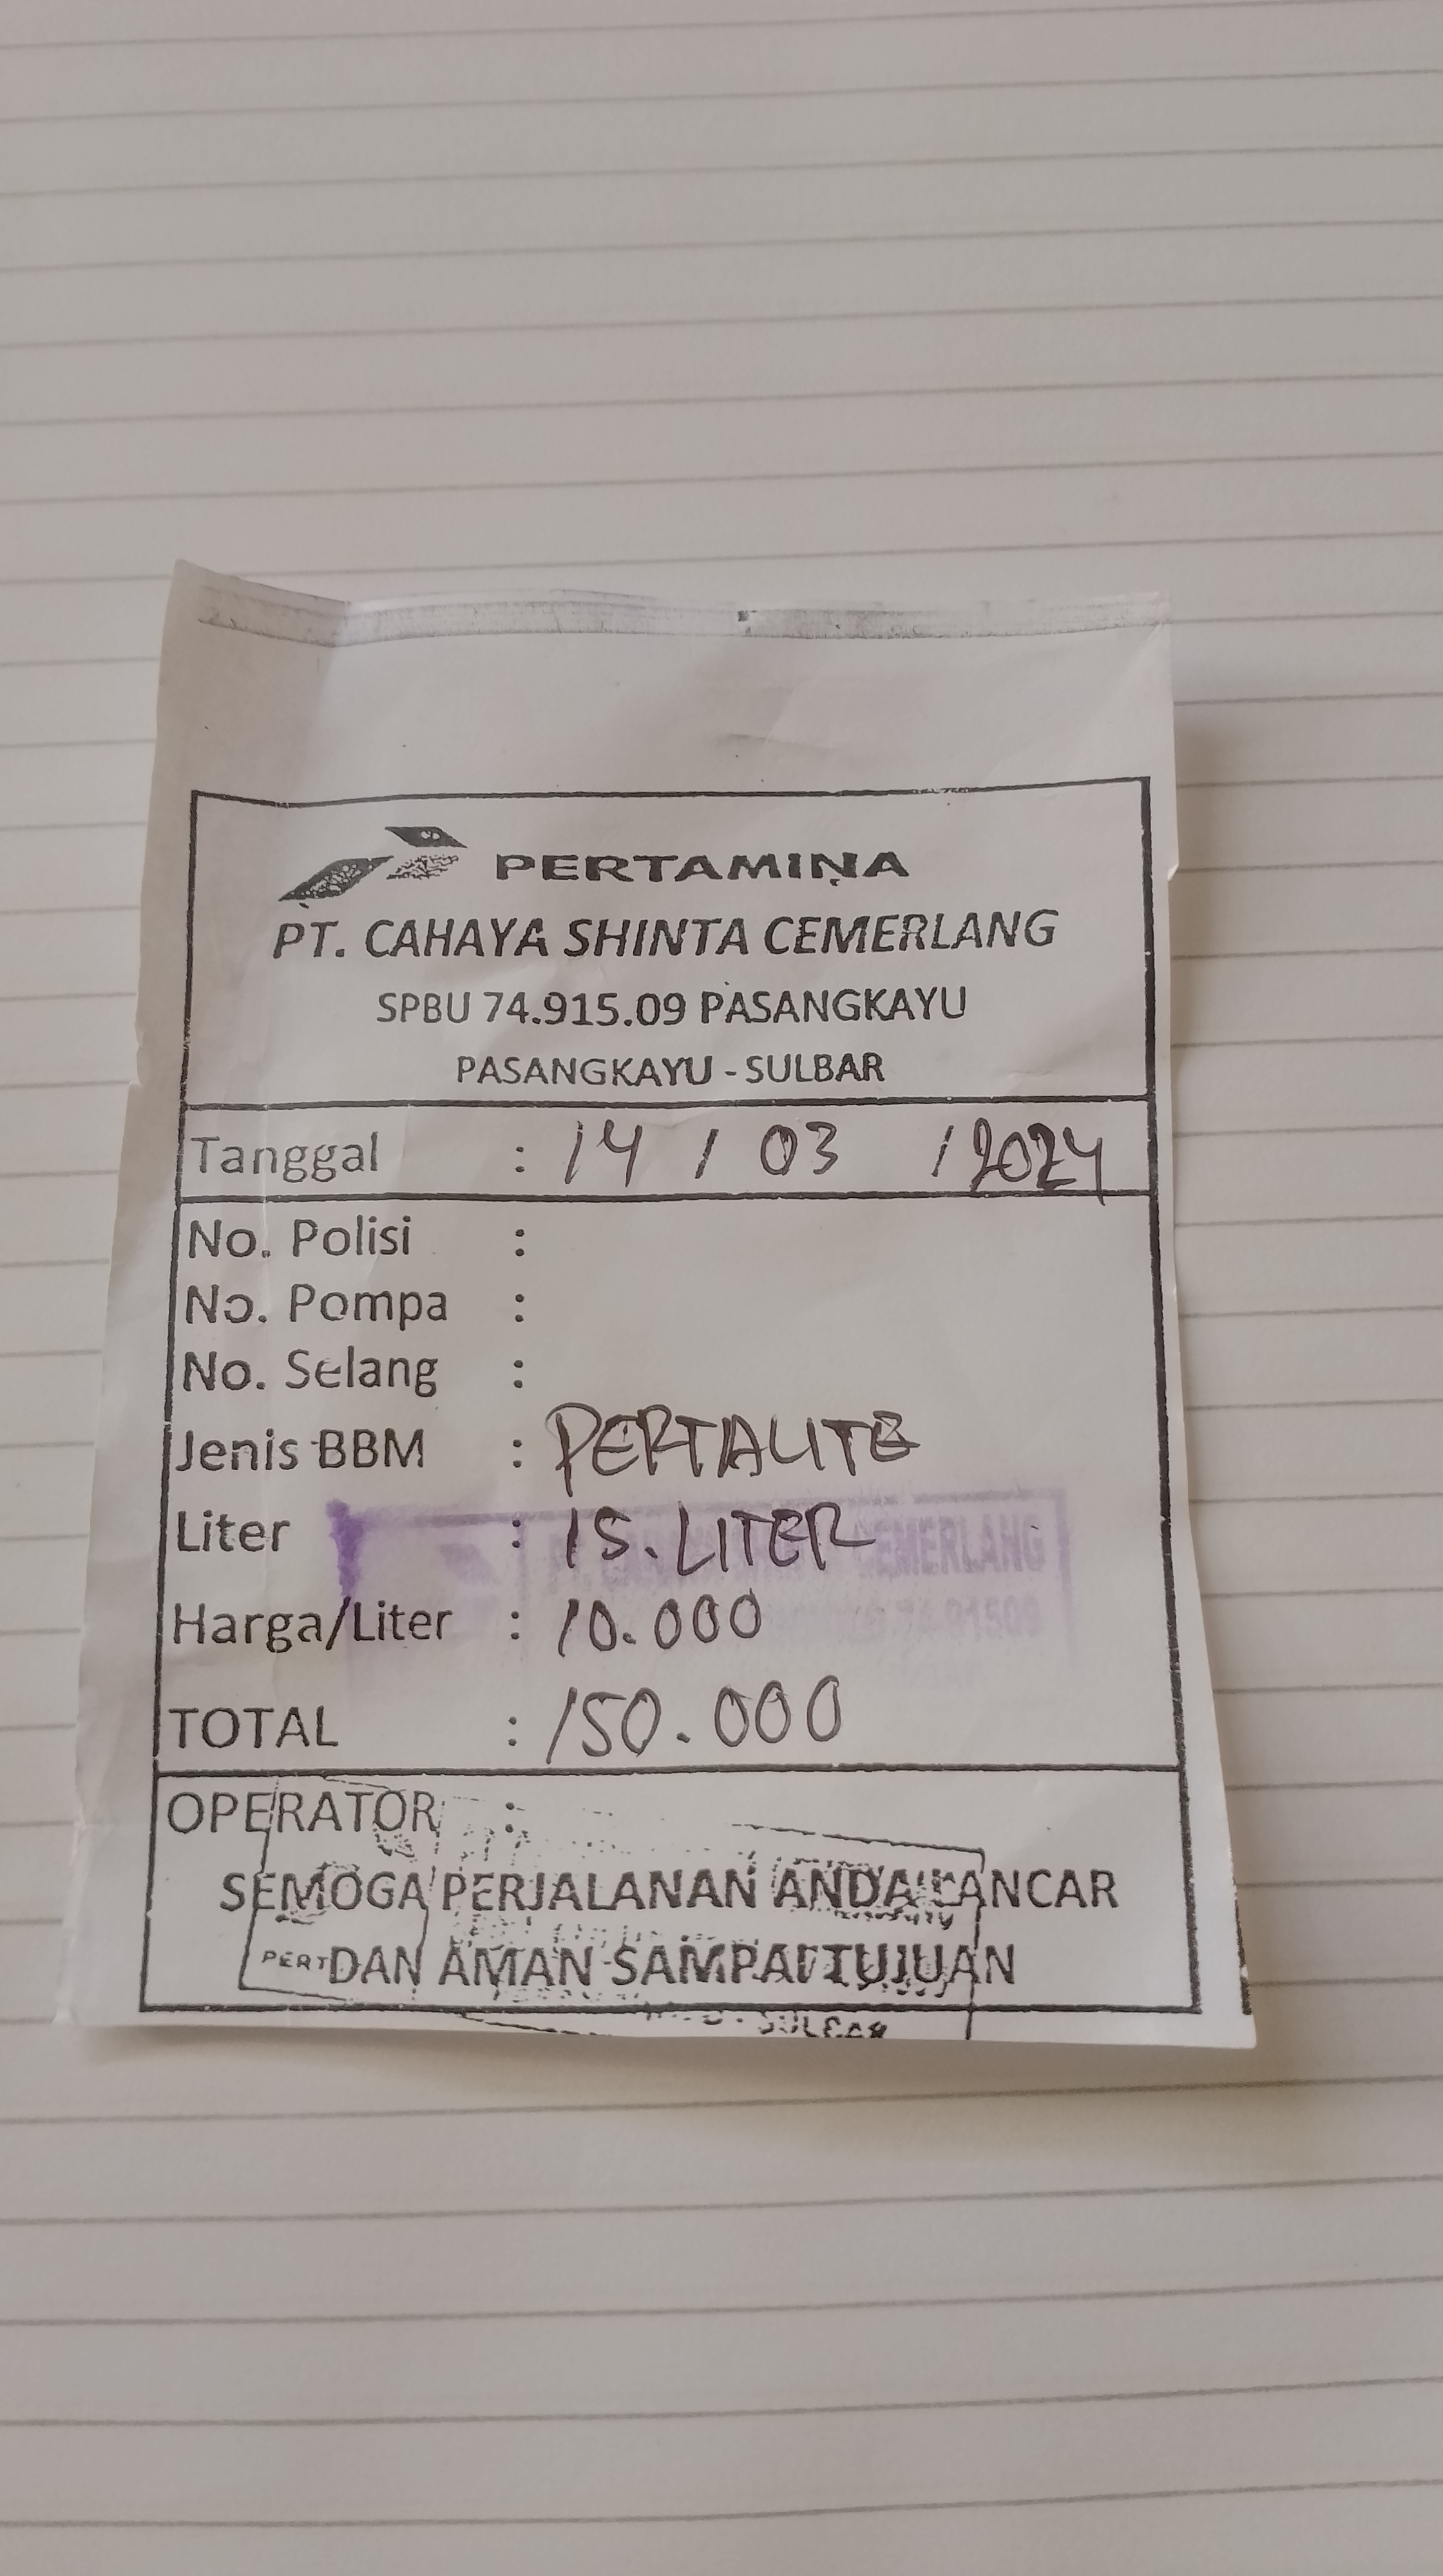 PERTAMINA
PT. CAHAYA SHINTA CEMERLANG
SPBU 74.915.09 PASANGKAYU
PASANGKAYU - SULBAR
Tanggal : 14 / 03 / 2024
No. Polisi :
No. Pompa :
No. Selang :
Jenis BBM : PERTALITE
Liter : 15. LITER
CEMERLANG
Harga/Liter : 10.000
TOTAL : 150.000
OPERATOR :
SEMOGA PERJALANAN ANDA LANCAR
DAN AMAN SAMPAI TUJUAN
SULBAR